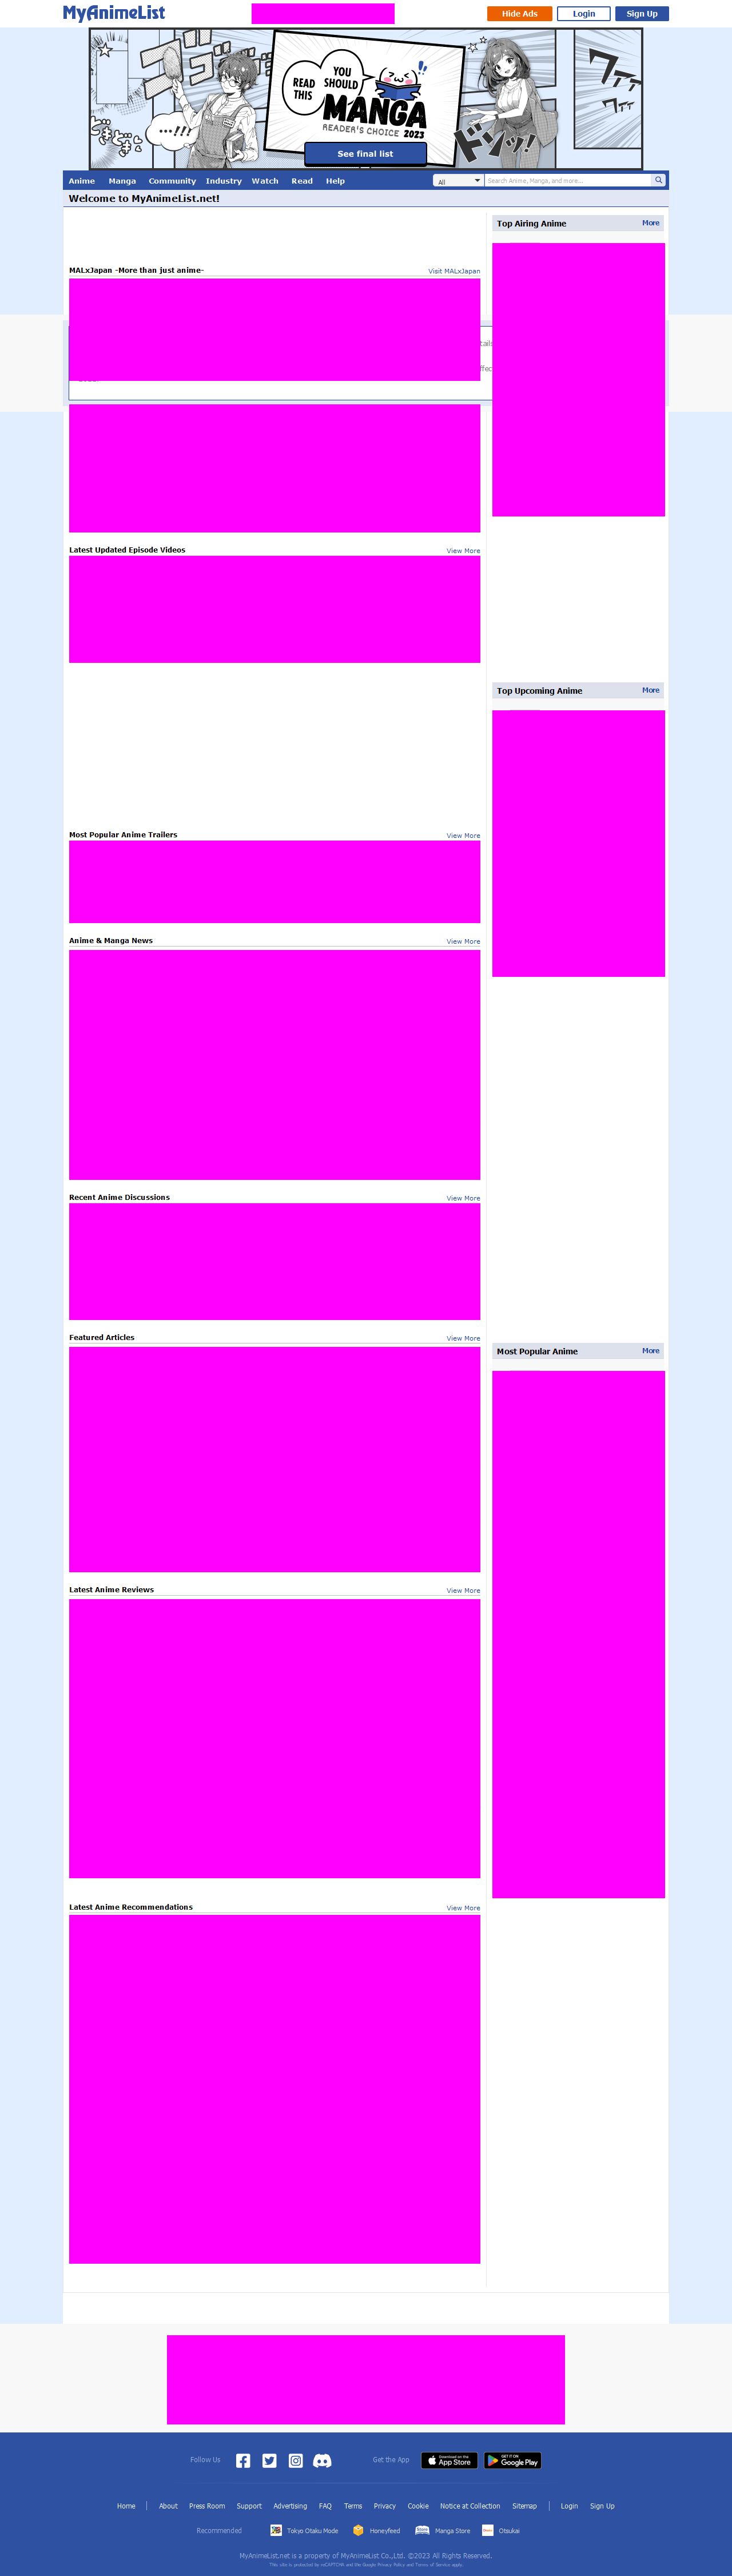 MyAnimeList
Hide Ads
Login
Sign Up
READ THIS
YOU SHOULD
MANGA
READER'S CHOICE 2023
See final list
Anime Manga Community Industry Watch Read Help
All
Search Anime, Manga, and more...
Welcome to MyAnimeList.net!
MALxJapan -More than just anime-
Visit MALxJapan
Latest Updated Episode Videos
View More
Most Popular Anime Trailers
View More
Anime & Manga News
View More
Recent Anime Discussions
View More
Featured Articles
View More
Latest Anime Reviews
View More
Latest Anime Recommendations
View More
Top Airing Anime
More
Top Upcoming Anime
More
Most Popular Anime
More
Follow Us
Get the App
Download on the
App Store
GET IT ON
Google Play
Home About Press Room Support Advertising FAQ Terms Privacy Cookie Notice at Collection Sitemap Login Sign Up
Recommended Tokyo Otaku Mode Honeyfeed Manga Store Otsukai
MyAnimeList.net is a property of MyAnimeList Co.,Ltd. ©2023 All Rights Reserved.
This site is protected by reCAPTCHA and the Google Privacy Policy and Terms of Service apply.